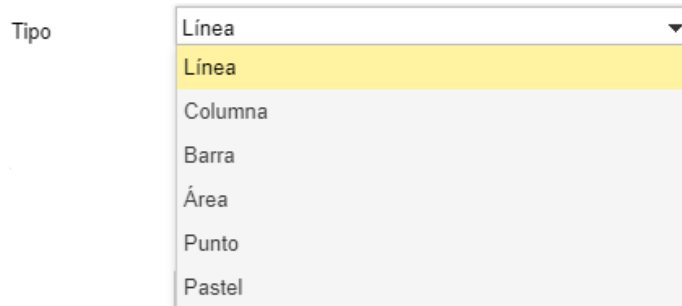 Tipo Línea
Línea
Columna
Barra
Área
Punto
Pastel